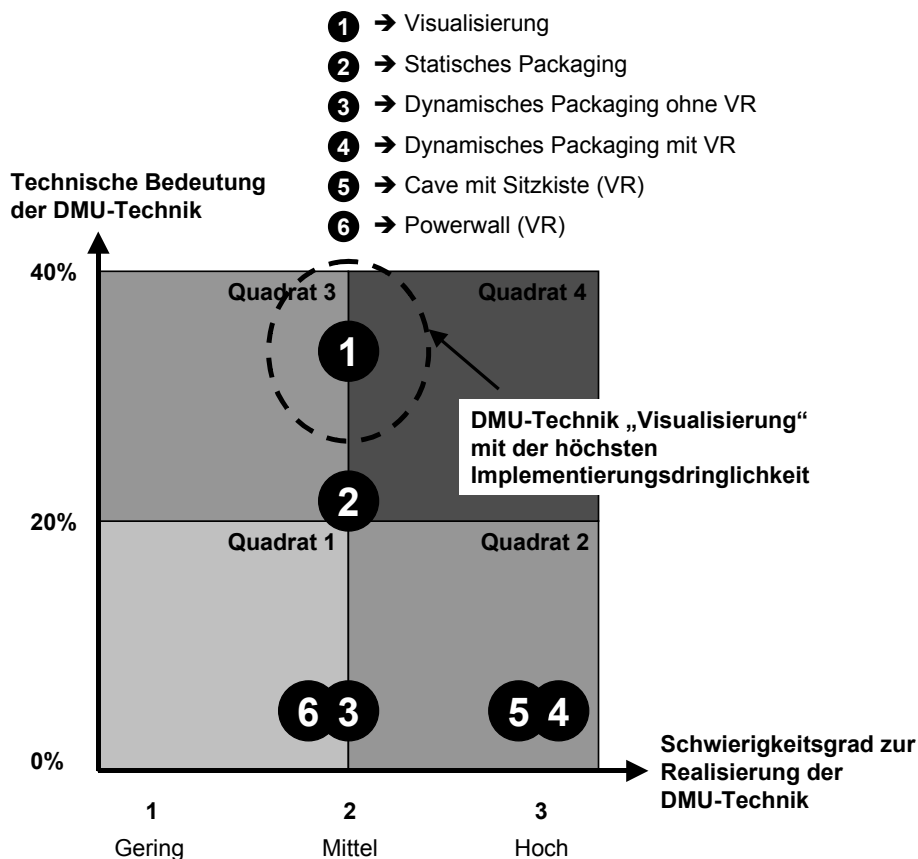 1 ➔ Visualisierung
2 ➔ Statisches Packaging
3 ➔ Dynamisches Packaging ohne VR
4 ➔ Dynamisches Packaging mit VR
5 ➔ Cave mit Sitzkiste (VR)
6 ➔ Powerwall (VR)
Technische Bedeutung
der DMU-Technik
40%
Quadrat 3
Quadrat 4
1
DMU-Technik „Visualisierung“
mit der höchsten
Implementierungsdringlichkeit
2
20%
Quadrat 1
Quadrat 2
6 3
5 4
0%
Schwierigkeitsgrad zur
Realisierung der
DMU-Technik
1
2
3
Gering
Mittel
Hoch